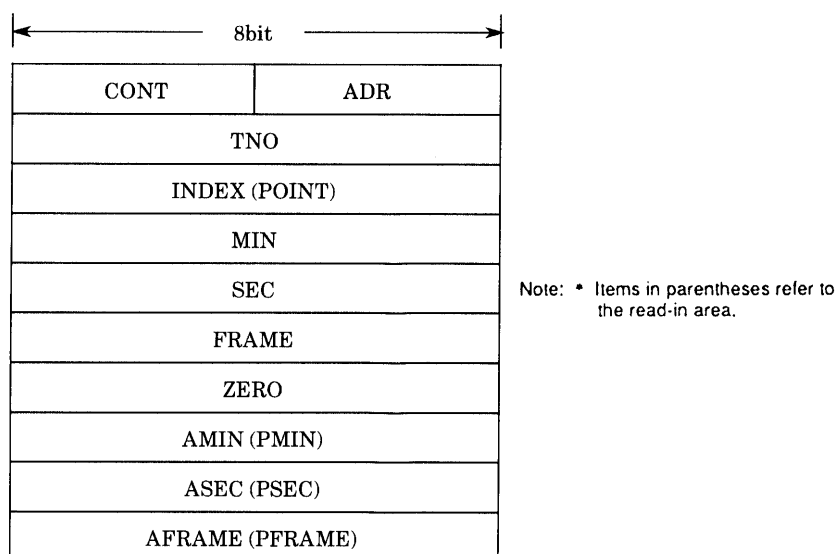 8bit
CONT ADR
TNO
INDEX (POINT)
MIN
SEC
Note: * Items in parentheses refer to
the read-in area.
FRAME
ZERO
AMIN (PMIN)
ASEC (PSEC)
AFRAME (PFRAME)